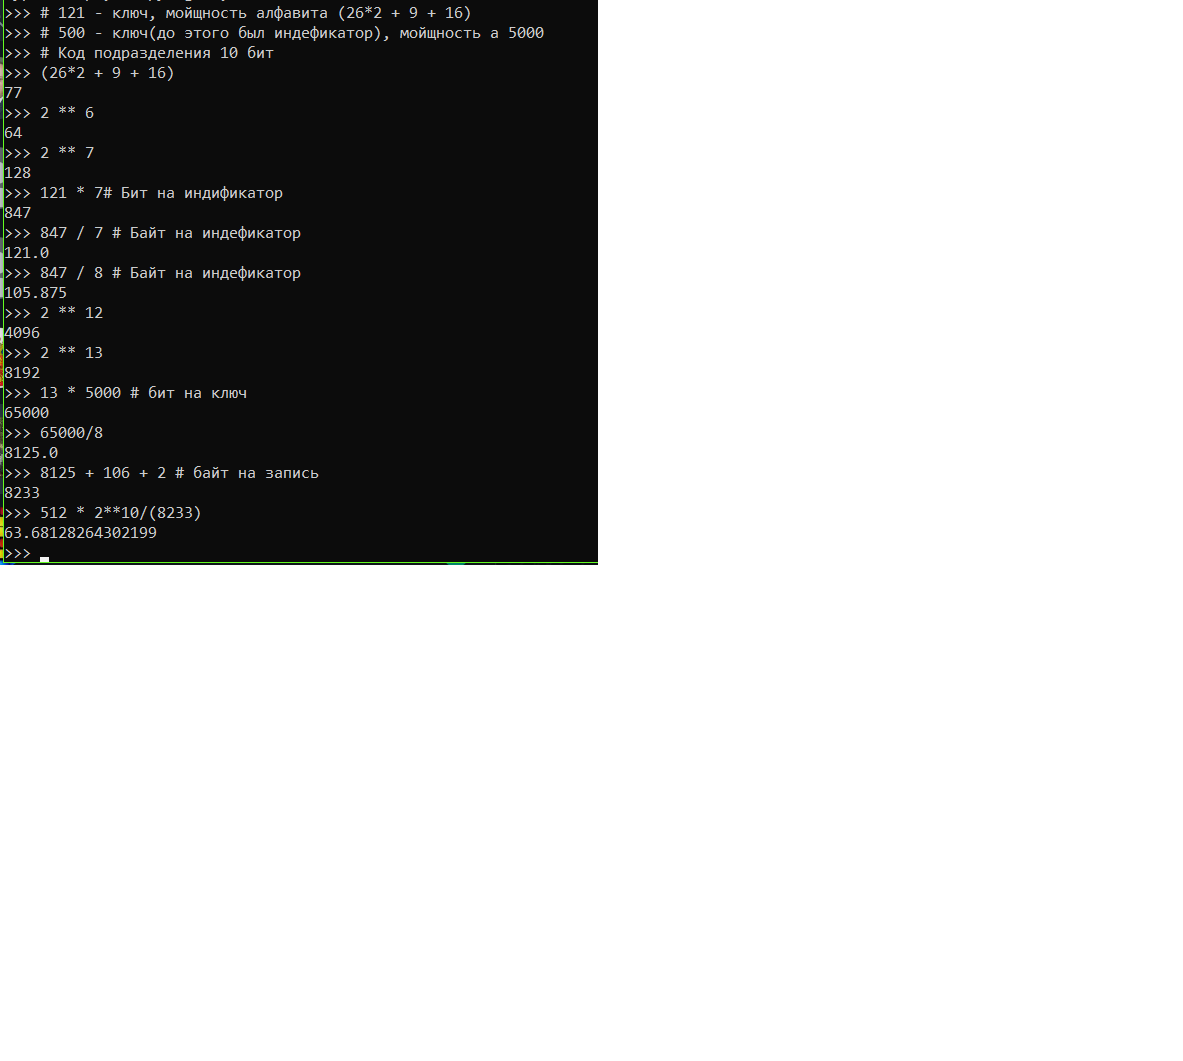 >>> # 121 - ключ, мойщность алфавита (26*2 + 9 + 16)
>>> # 500 - ключ(до этого был индефикатор), мойщность а 5000
>>> # Код подразделения 10 бит
>>> (26*2 + 9 + 16)
77
>>> 2 ** 6
64
>>> 2 ** 7
128
>>> 121 * 7# Бит на индификатор
847
>>> 847 / 7 # Байт на индефикатор
121.0
>>> 847 / 8 # Байт на индефикатор
105.875
>>> 2 ** 12
4096
>>> 2 ** 13
8192
>>> 13 * 5000 # бит на ключ
65000
>>> 65000/8
8125.0
>>> 8125 + 106 + 2 # байт на запись
8233
>>> 512 * 2**10/(8233)
63.68128264302199
>>>